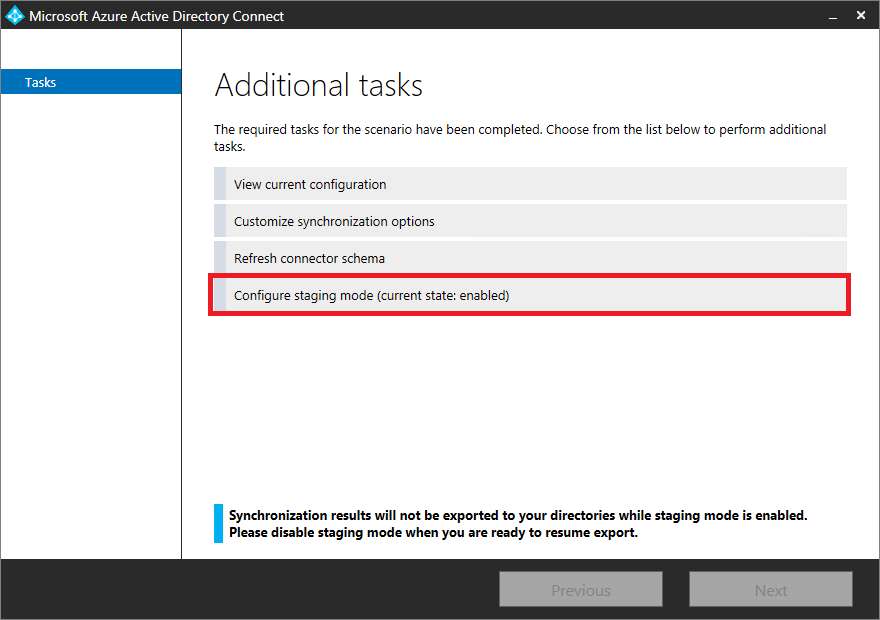 Microsoft Azure Active Directory Connect
Tasks
Additional tasks
The required tasks for the scenario have been completed. Choose from the list below to perform additional
tasks.
View current configuration
Customize synchronization options
Refresh connector schema
Configure staging mode (current state: enabled)
Synchronization results will not be exported to your directories while staging mode is enabled.
Please disable staging mode when you are ready to resume export.
Previous
Next